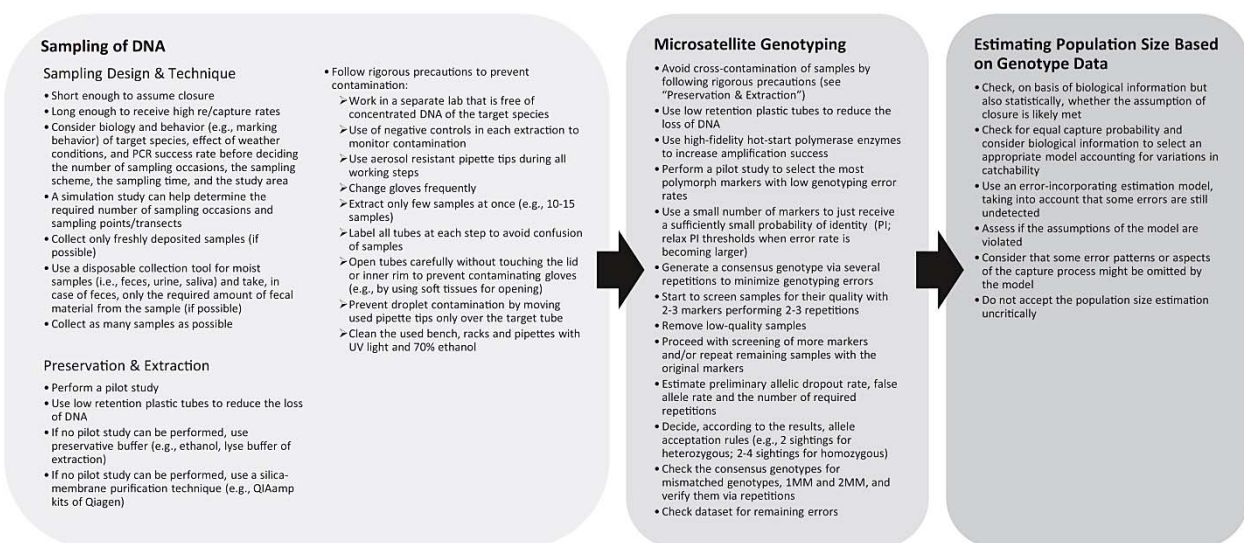 Sampling of DNA
Sampling Design & Technique
• Short enough to assume closure
• Long enough to receive high re/capture rates
• Consider biology and behavior (e.g., marking
behavior) of target species, effect of weather
conditions, and PCR success rate before deciding
the number of sampling occasions, the sampling
scheme, the sampling time, and the study area
• A simulation study can help determine the
required number of sampling occasions and
sampling points/transects
• Collect only freshly deposited samples (if
possible)
• Use a disposable collection tool for moist
samples (i.e., feces, urine, saliva) and take, in
case of feces, only the required amount of fecal
material from the sample (if possible)
• Collect as many samples as possible
Preservation & Extraction
• Perform a pilot study
• Use low retention plastic tubes to reduce the loss
of DNA
• If no pilot study can be performed, use
preservative buffer (e.g., ethanol, lyse buffer of
extraction)
• If no pilot study can be performed, use a silica-
membrane purification technique (e.g., QIAamp
kits of Qiagen)
• Follow rigorous precautions to prevent
contamination:
➢Work in a separate lab that is free of
concentrated DNA of the target species
➢Use of negative controls in each extraction to
monitor contamination
➢Use aerosol resistant pipette tips during all
working steps
➢Change gloves frequently
➢Extract only few samples at once (e.g., 10-15
samples)
➢Label all tubes at each step to avoid confusion
of samples
➢Open tubes carefully without touching the lid
or inner rim to prevent contaminating gloves
(e.g., by using soft tissues for opening)
➢Prevent droplet contamination by moving
used pipette tips only over the target tube
➢Clean the used bench, racks and pipettes with
UV light and 70% ethanol
Microsatellite Genotyping
• Avoid cross-contamination of samples by
following rigorous precautions (see
“Preservation & Extraction”)
• Use low retention plastic tubes to reduce the
loss of DNA
• Use high-fidelity hot-start polymerase enzymes
to increase amplification success
• Perform a pilot study to select the most
polymorph markers with low genotyping error
rates
• Use a small number of markers to just receive
a sufficiently small probability of identity (PI;
relax PI thresholds when error rate is
becoming larger)
• Generate a consensus genotype via several
repetitions to minimize genotyping errors
• Start to screen samples for their quality with
2-3 markers performing 2-3 repetitions
• Remove low-quality samples
• Proceed with screening of more markers
and/or repeat remaining samples with the
original markers
• Estimate preliminary allelic dropout rate, false
allele rate and the number of required
repetitions
• Decide, according to the results, allele
acceptation rules (e.g., 2 sightings for
heterozygous; 2-4 sightings for homozygous)
• Check the consensus genotypes for
mismatched genotypes, 1MM and 2MM, and
verify them via repetitions
• Check dataset for remaining errors
Estimating Population Size Based
on Genotype Data
• Check, on basis of biological information but
also statistically, whether the assumption of
closure is likely met
• Check for equal capture probability and
consider biological information to select an
appropriate model accounting for variations in
catchability
• Use an error-incorporating estimation model,
taking into account that some errors are still
undetected
• Assess if the assumptions of the model are
violated
• Consider that some error patterns or aspects
of the capture process might be omitted by
the model
• Do not accept the population size estimation
uncritically